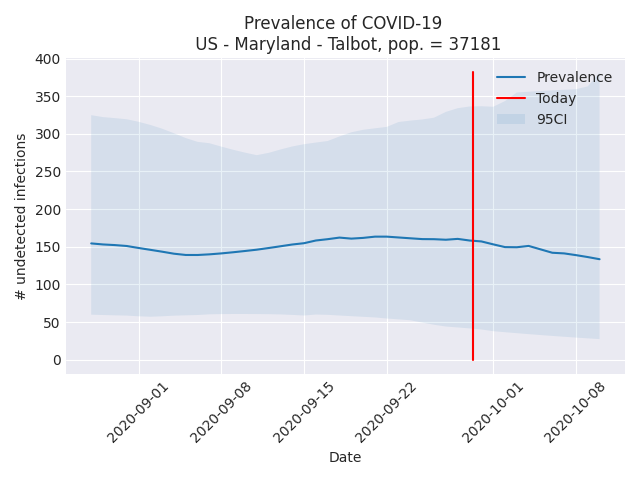 Prevalence of COVID-19
US - Maryland - Talbot, pop. = 37181
# undetected infections
400
350
300
250
200
150
100
50
0
Prevalence
Today
95CI
2020-09-01
2020-09-08
2020-09-15
2020-09-22
2020-10-01
2020-10-08
Date